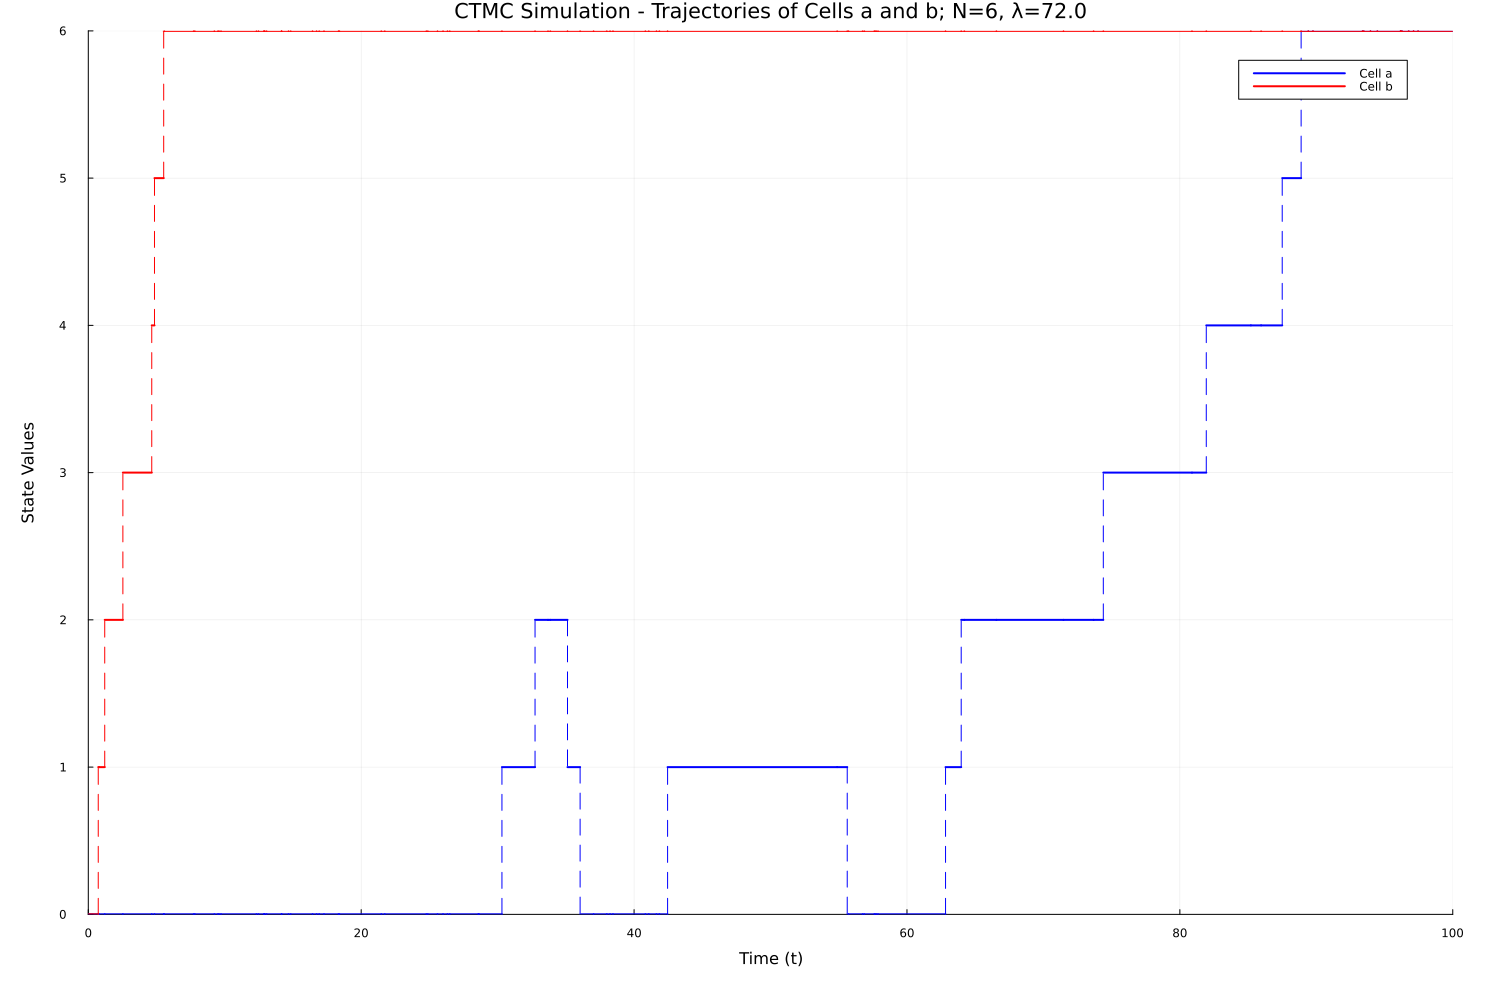 CTMC Simulation - Trajectories of Cells a and b; N=6, λ=72.0
6
Cell a
Cell b
5
4
3
State Values
2
1
0
0 20 40 60 80 100
Time (t)